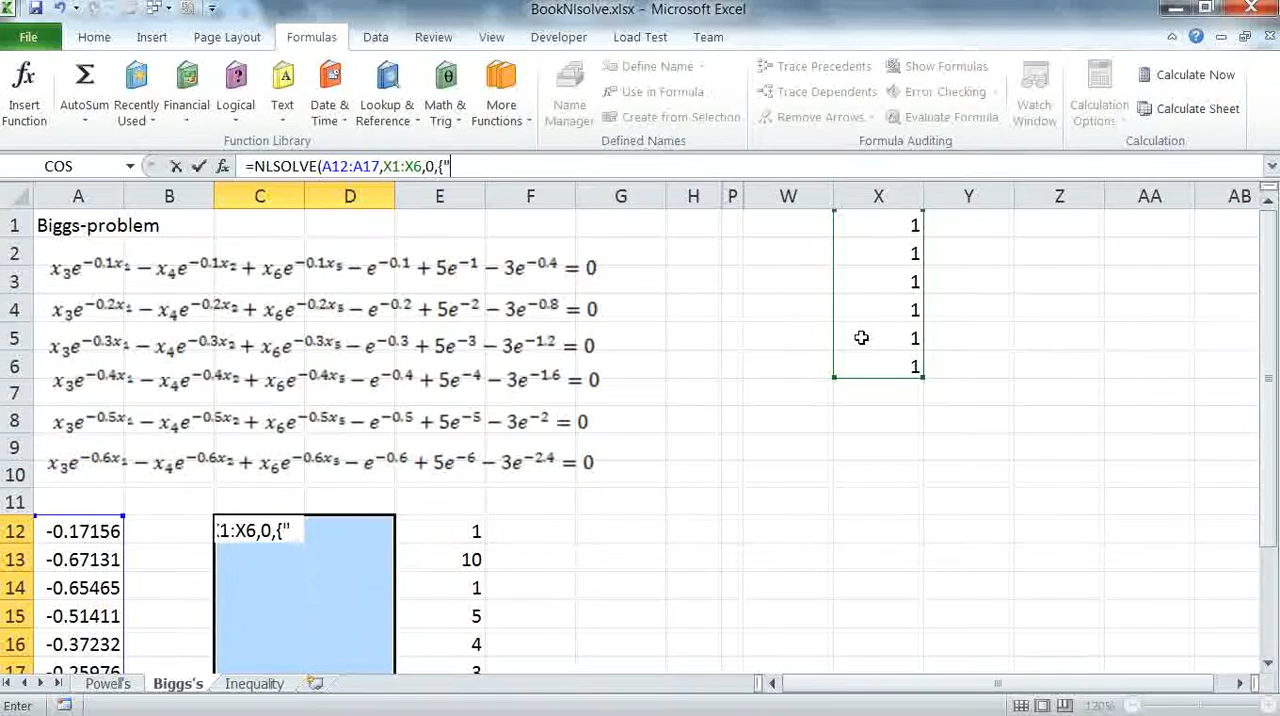 BookNlsolve.xlsx - Microsoft Excel
File Home Insert Page Layout Formulas Data Review View Developer Load Test Team
fx Insert Function
Σ AutoSum
Recently Used
Financial
Logical
A Text
Date & Time
Lookup & Reference
θ Math & Trig
More Functions
Function Library
Name Manager
Define Name
Use in Formula
Create from Selection
Defined Names
Trace Precedents
Trace Dependents
Remove Arrows
Show Formulas
Error Checking
Evaluate Formula
Formula Auditing
Watch Window
Calculation Options
Calculate Now
Calculate Sheet
Calculation
COS fx =NLSOLVE(A12:A17,X1:X6,0,{"
A B C D E F G H P W X Y Z AA AB
1 Biggs-problem 1
2 x₃e^−0.1x₁ − x₄e^−0.1x₂ + x₆e^−0.1x₅ − e^−0.1 + 5e^−1 − 3e^−0.4 = 0 1
3 1
4 x₃e^−0.2x₁ − x₄e^−0.2x₂ + x₆e^−0.2x₅ − e^−0.2 + 5e^−2 − 3e^−0.8 = 0 1
5 x₃e^−0.3x₁ − x₄e^−0.3x₂ + x₆e^−0.3x₅ − e^−0.3 + 5e^−3 − 3e^−1.2 = 0 1
6 x₃e^−0.4x₁ − x₄e^−0.4x₂ + x₆e^−0.4x₅ − e^−0.4 + 5e^−4 − 3e^−1.6 = 0 1
7
8 x₃e^−0.5x₁ − x₄e^−0.5x₂ + x₆e^−0.5x₅ − e^−0.5 + 5e^−5 − 3e^−2 = 0
9
10 x₃e^−0.6x₁ − x₄e^−0.6x₂ + x₆e^−0.6x₅ − e^−0.6 + 5e^−6 − 3e^−2.4 = 0
11
12 -0.17156 X1:X6,0,{" 1
13 -0.67131 10
14 -0.65465 1
15 -0.51411 5
16 -0.37232 4
17 -0.25976 3
Powell's Biggs's Inequality
Enter 120%